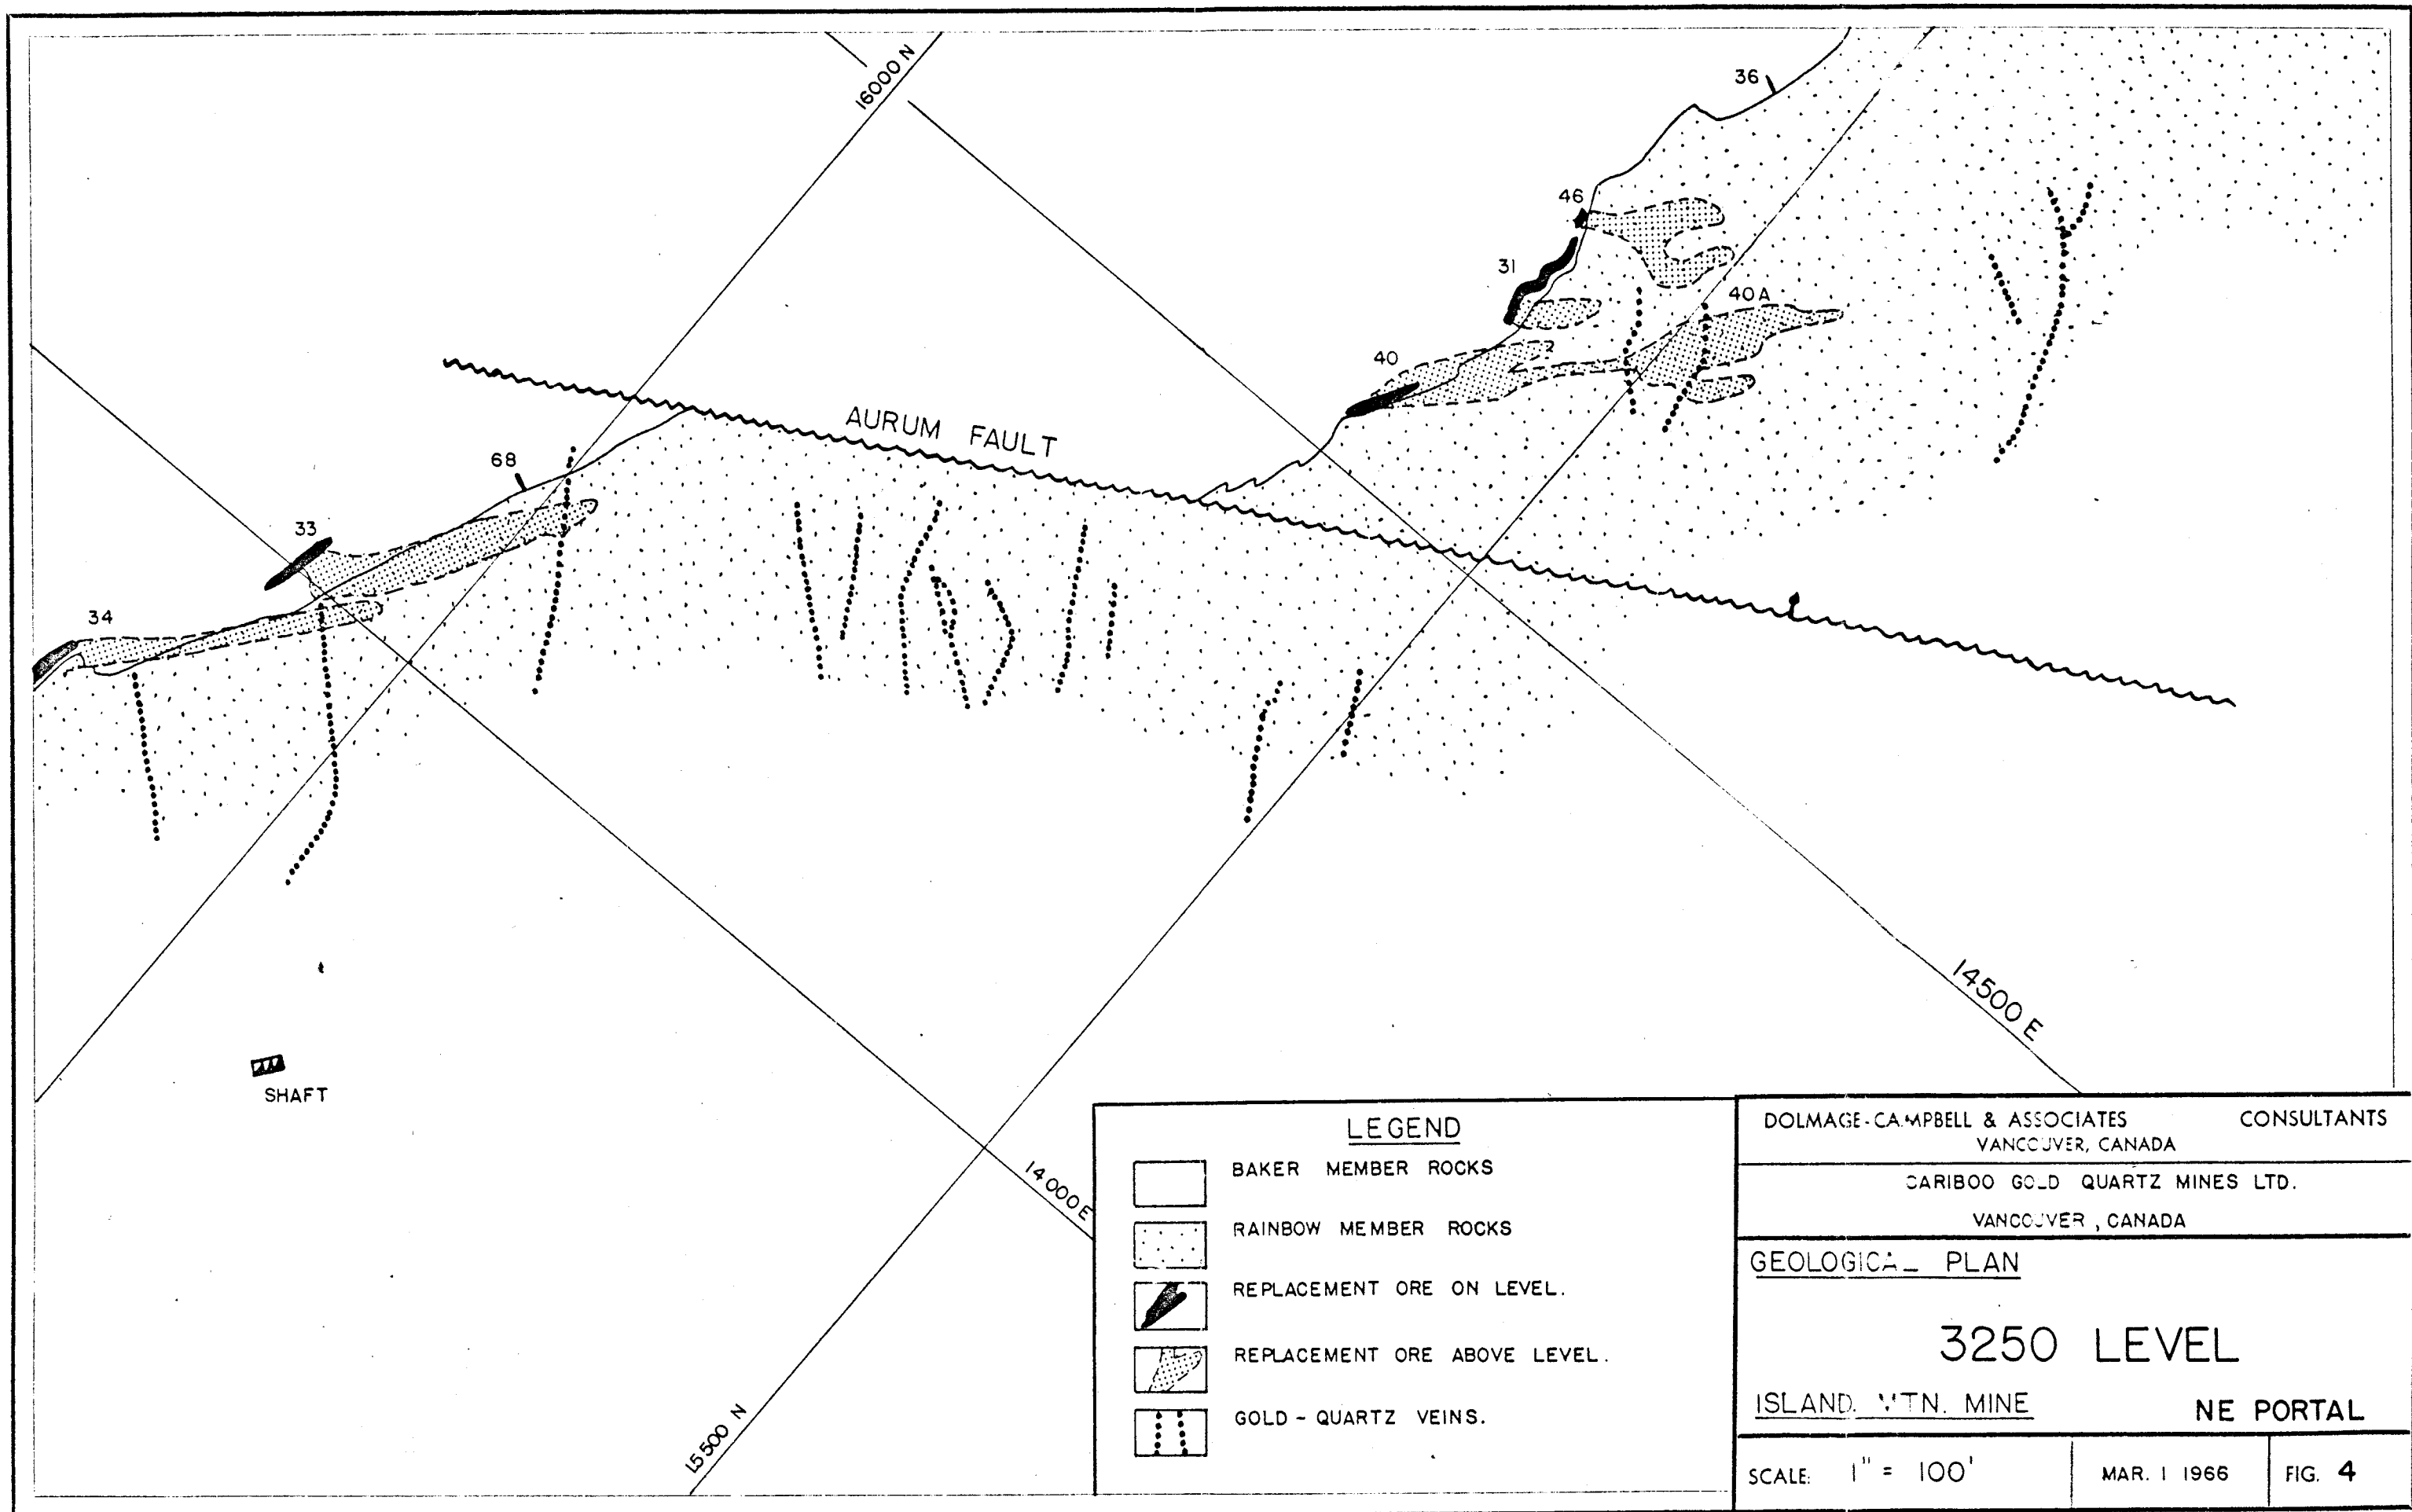 16000 N
36
46
31
40A
40
AURUM FAULT
68
33
34
14500 E
SHAFT
14000 E
15500 N
LEGEND
BAKER MEMBER ROCKS
RAINBOW MEMBER ROCKS
REPLACEMENT ORE ON LEVEL.
REPLACEMENT ORE ABOVE LEVEL.
GOLD - QUARTZ VEINS.
DOLMAGE-CAMPBELL & ASSOCIATES CONSULTANTS
VANCOUVER, CANADA
CARIBOO GOLD QUARTZ MINES LTD.
VANCOUVER, CANADA
GEOLOGICAL PLAN
3250 LEVEL
ISLAND. MTN. MINE NE PORTAL
SCALE: 1" = 100' MAR. 1 1966 FIG. 4